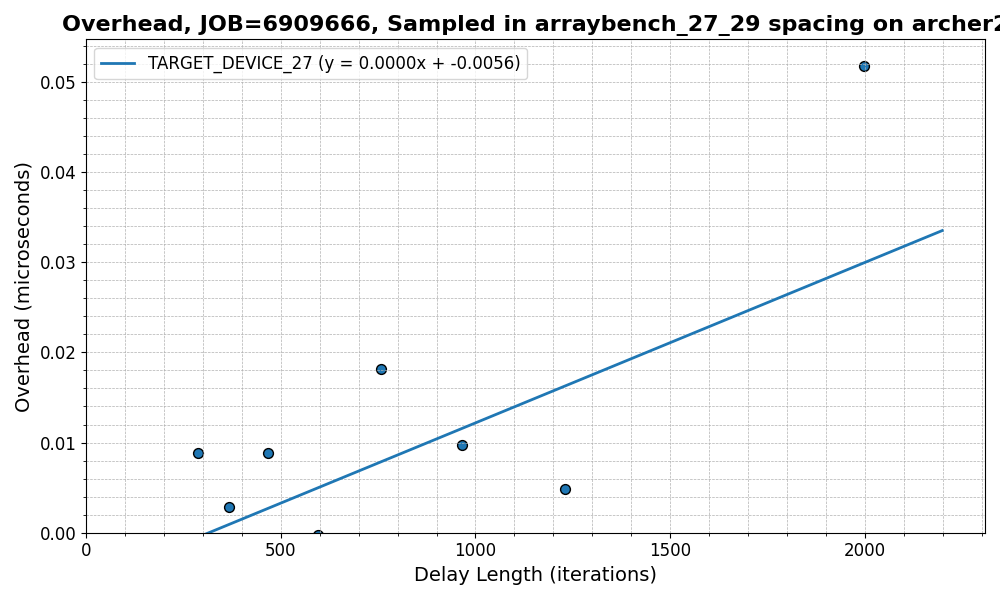 Overhead, JOB=6909666, Sampled in arraybench_27_29 spacing on archer2
TARGET_DEVICE_27 (y = 0.0000x + -0.0056)
Overhead (microseconds)
0.05
0.04
0.03
0.02
0.01
0.00
0 500 1000 1500 2000
Delay Length (iterations)